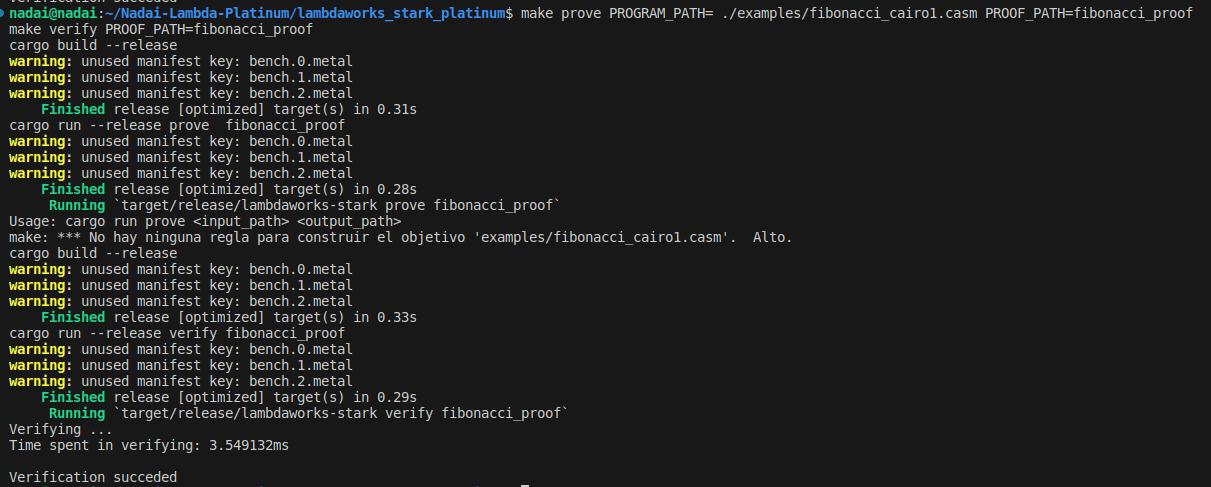 Verification succeded
nadai@nadai:~/Nadai-Lambda-Platinum/lambdaworks_stark_platinum$ make prove PROGRAM_PATH= ./examples/fibonacci_cairo1.casm PROOF_PATH=fibonacci_proof
make verify PROOF_PATH=fibonacci_proof
cargo build --release
warning: unused manifest key: bench.0.metal
warning: unused manifest key: bench.1.metal
warning: unused manifest key: bench.2.metal
    Finished release [optimized] target(s) in 0.31s
cargo run --release prove  fibonacci_proof
warning: unused manifest key: bench.0.metal
warning: unused manifest key: bench.1.metal
warning: unused manifest key: bench.2.metal
    Finished release [optimized] target(s) in 0.28s
     Running `target/release/lambdaworks-stark prove fibonacci_proof`
Usage: cargo run prove <input_path> <output_path>
make: *** No hay ninguna regla para construir el objetivo 'examples/fibonacci_cairo1.casm'.  Alto.
cargo build --release
warning: unused manifest key: bench.0.metal
warning: unused manifest key: bench.1.metal
warning: unused manifest key: bench.2.metal
    Finished release [optimized] target(s) in 0.33s
cargo run --release verify fibonacci_proof
warning: unused manifest key: bench.0.metal
warning: unused manifest key: bench.1.metal
warning: unused manifest key: bench.2.metal
    Finished release [optimized] target(s) in 0.29s
     Running `target/release/lambdaworks-stark verify fibonacci_proof`
Verifying ...
Time spent in verifying: 3.549132ms
Verification succeded